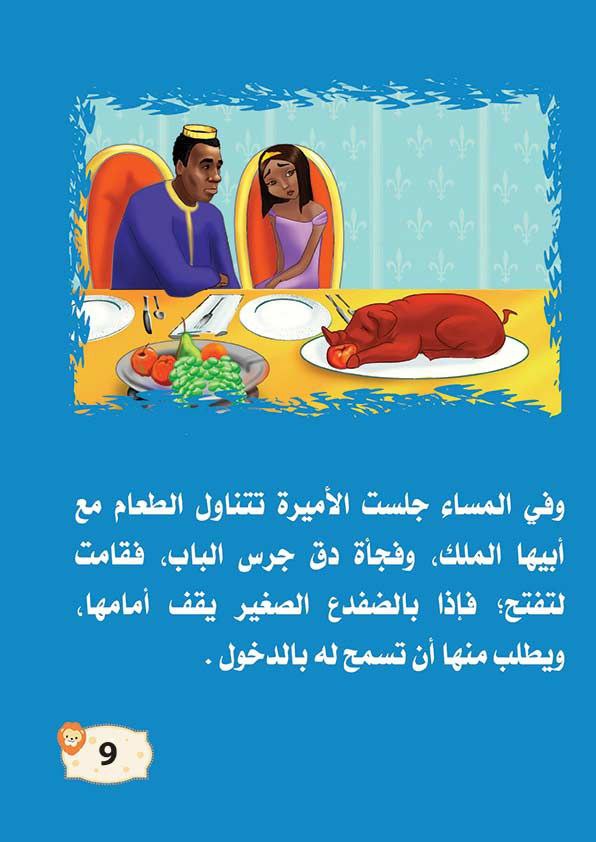 وفي المساء جلست الأميرة تتناول الطعام مع
أبيها الملك، وفجأة دق جرس الباب، فقامت
لتفتح؛ فإذا بالضفدع الصغير يقف أمامها،
ويطلب منها أن تسمح له بالدخول .
9